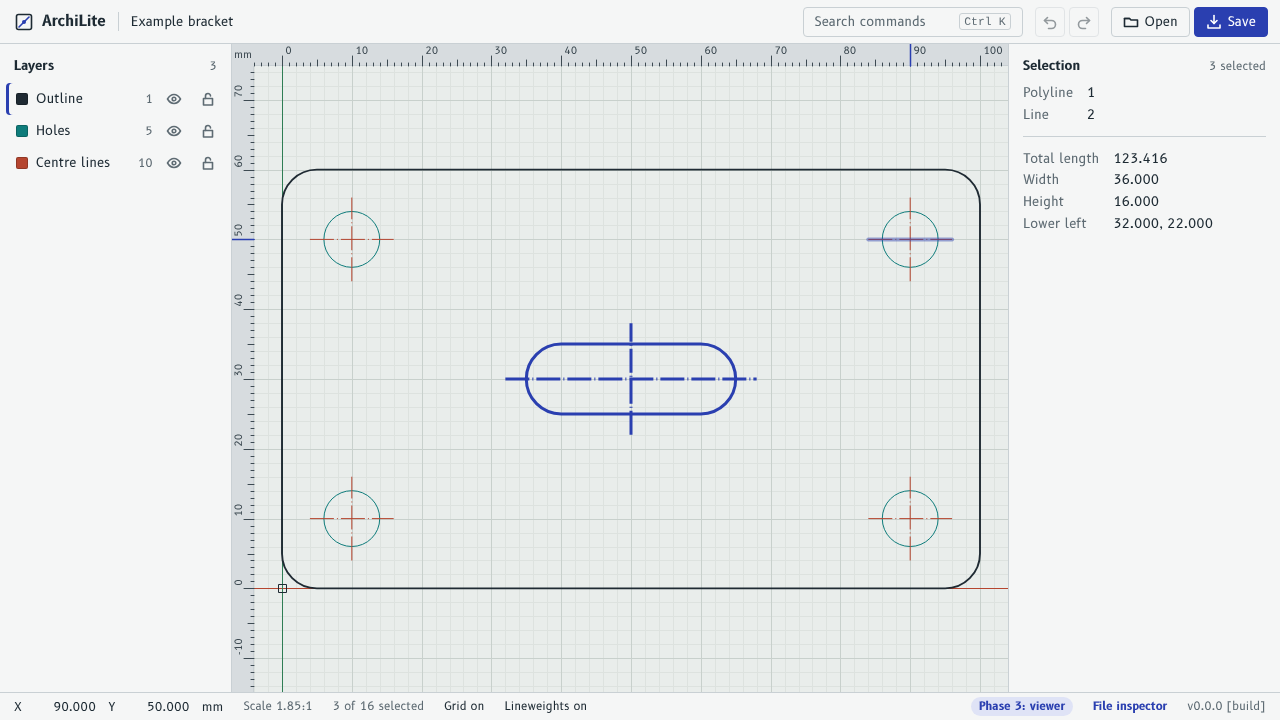 ArchiLite Example bracket Search commands Ctrl K Open Save
Layers 3
Outline 1
Holes 5
Centre lines 10
mm 0 10 20 30 40 50 60 70 80 90 100
70
60
50
40
30
20
10
0
-10
Selection 3 selected
Polyline 1
Line 2
Total length 123.416
Width 36.000
Height 16.000
Lower left 32.000, 22.000
X 90.000 Y 50.000 mm Scale 1.85:1 3 of 16 selected Grid on Lineweights on Phase 3: viewer File inspector v0.0.0 [build]